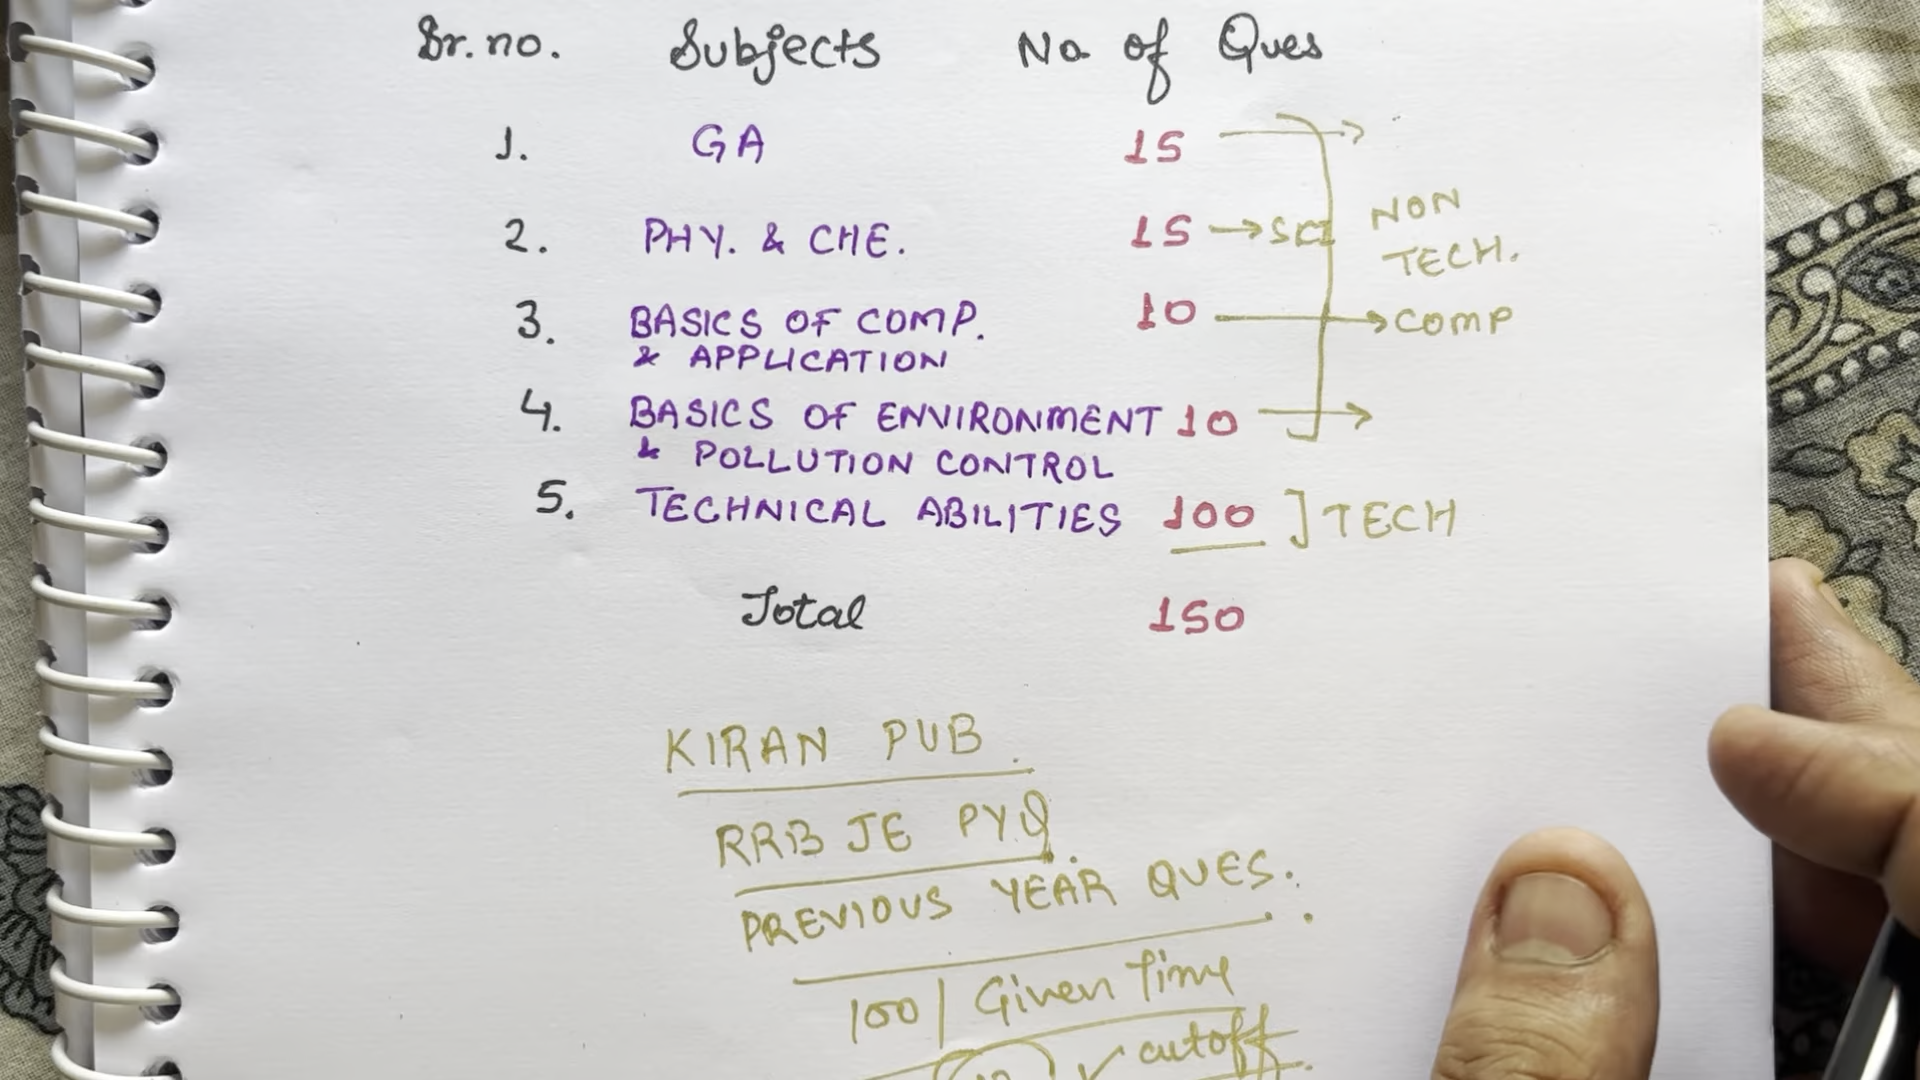 Sr. no. Subjects No of Ques
1. GA 15
2. PHY. & CHE. 15 → SCI
NON
TECH.
3. BASICS OF COMP. 10 → COMP
& APPLICATION
4. BASICS OF ENVIRONMENT 10
& POLLUTION CONTROL
5. TECHNICAL ABILITIES 100 ] TECH
Total 150
KIRAN PUB.
RRB JE PYQ.
PREVIOUS YEAR QUES.
100 | Given Time
cutoff